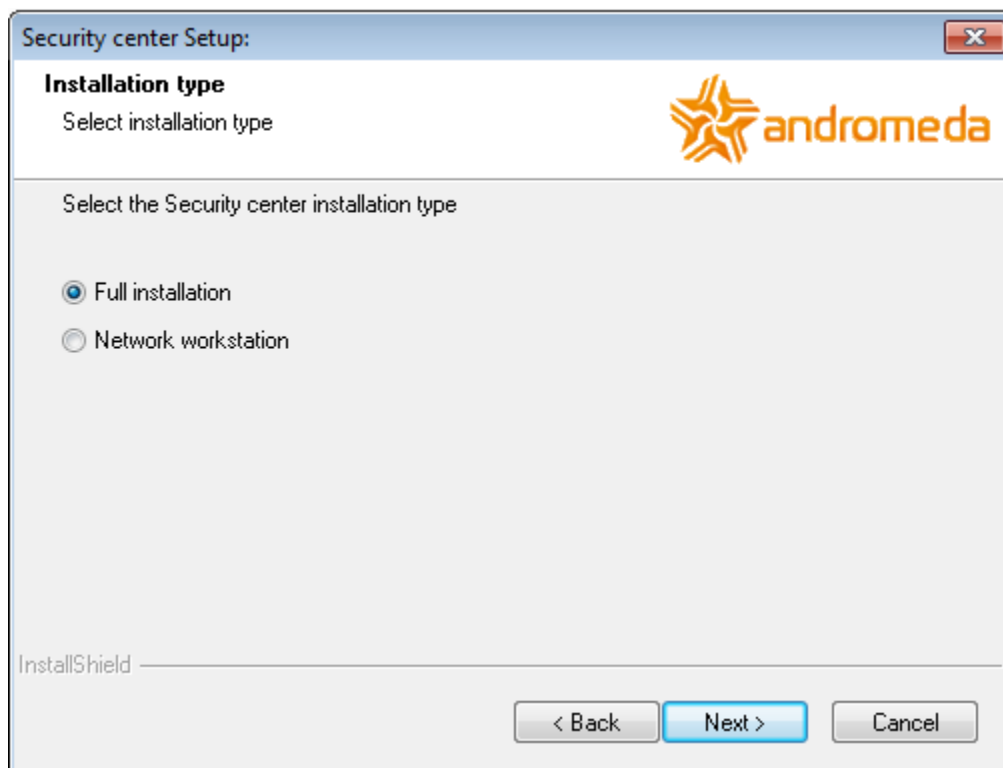 Security center Setup:
Installation type
Select installation type
andromeda
Select the Security center installation type
Full installation
Network workstation
InstallShield
< Back
Next >
Cancel